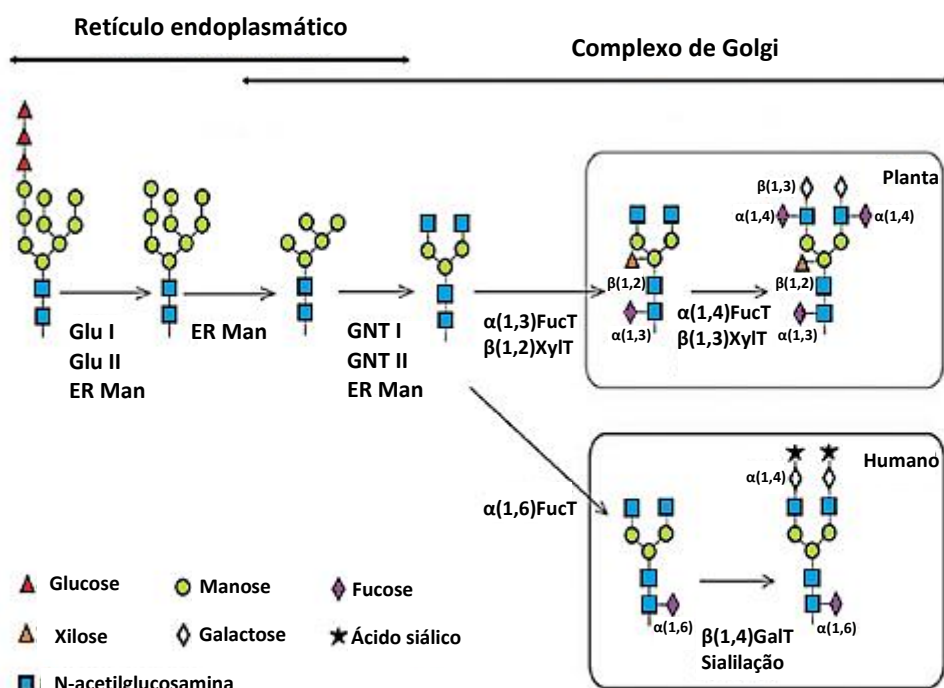 Retículo endoplasmático
Complexo de Golgi
Planta
β(1,3)
α(1,4)
α(1,4)
β(1,2)
β(1,2)
α(1,3)
α(1,3)
Glu I
Glu II
ER Man
ER Man
GNT I
GNT II
ER Man
α(1,3)FucT
β(1,2)XylT
α(1,4)FucT
β(1,3)XylT
Humano
α(1,4)
α(1,6)FucT
α(1,6)
α(1,6)
β(1,4)GalT
Sialilação
Glucose
Manose
Fucose
Xilose
Galactose
Ácido siálico
N-acetilglucosamina